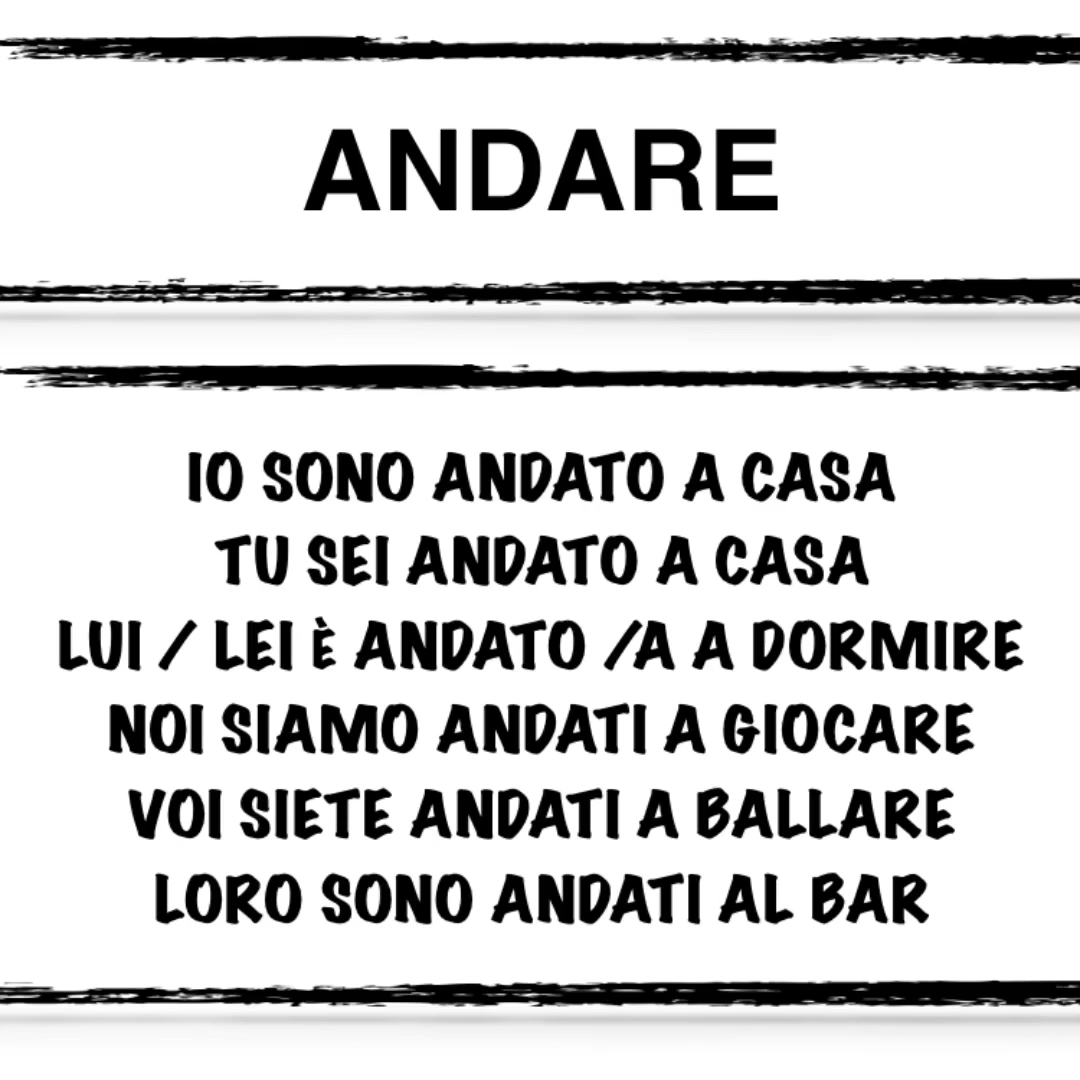 ANDARE
IO SONO ANDATO A CASA
TU SEI ANDATO A CASA
LUI / LEI È ANDATO /A A DORMIRE
NOI SIAMO ANDATI A GIOCARE
VOI SIETE ANDATI A BALLARE
LORO SONO ANDATI AL BAR